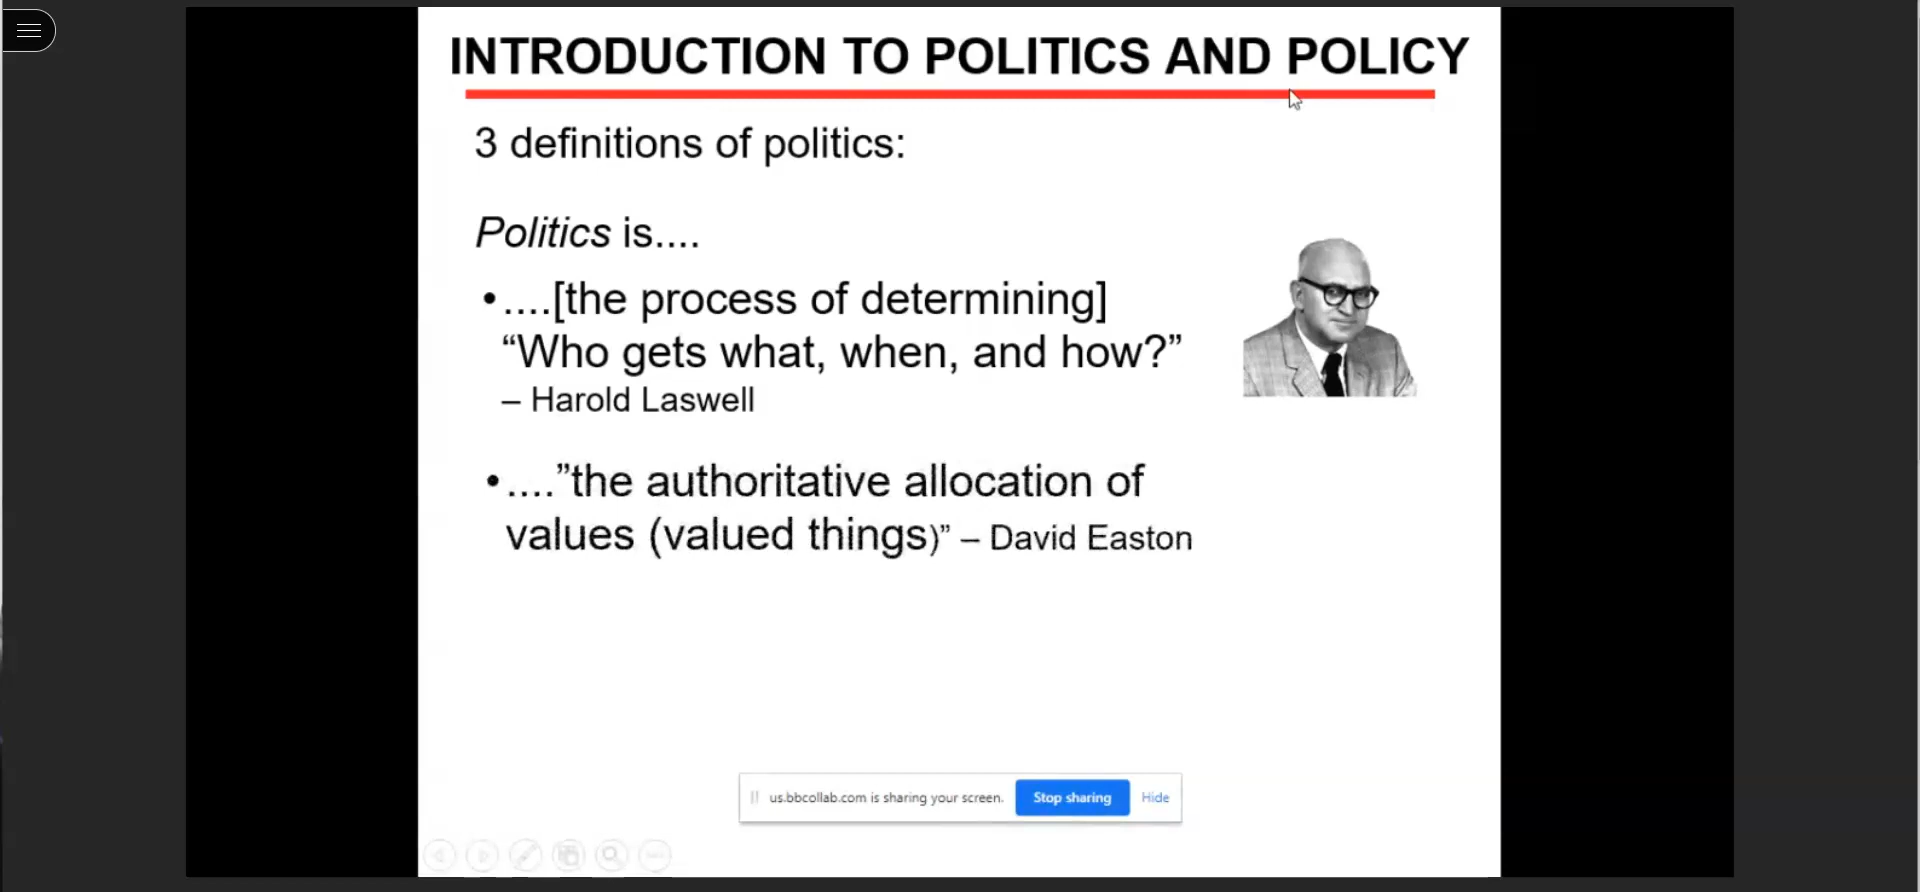 INTRODUCTION TO POLITICS AND POLICY
3 definitions of politics:
Politics is....
•....[the process of determining]
“Who gets what, when, and how?”
– Harold Laswell
•....”the authoritative allocation of
values (valued things)” – David Easton
us.bbcollab.com is sharing your screen. Stop sharing Hide